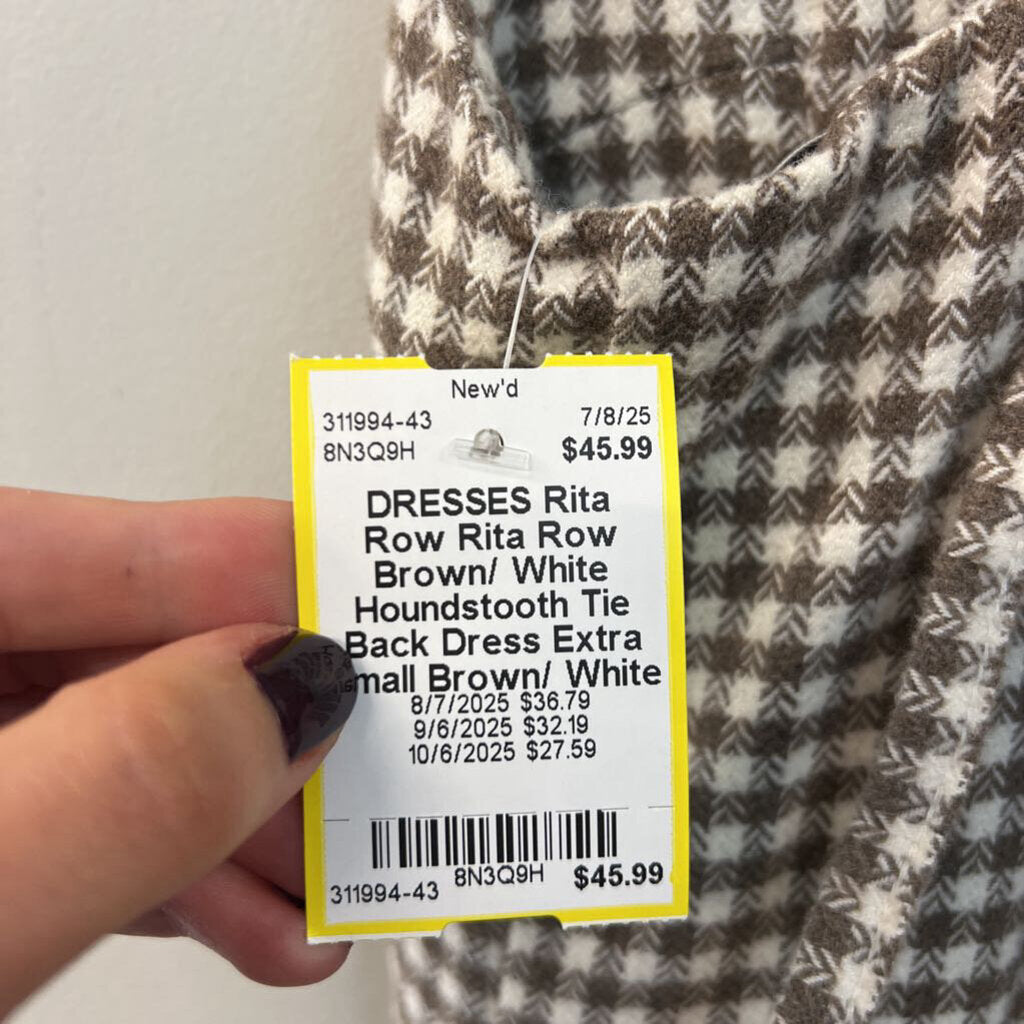 New'd
311994-43 7/8/25
8N3Q9H $45.99
DRESSES Rita
Row Rita Row
Brown/ White
Houndstooth Tie
Back Dress Extra
mall Brown/ White
8/7/2025 $36.79
9/6/2025 $32.19
10/6/2025 $27.59
311994-43 8N3Q9H $45.99